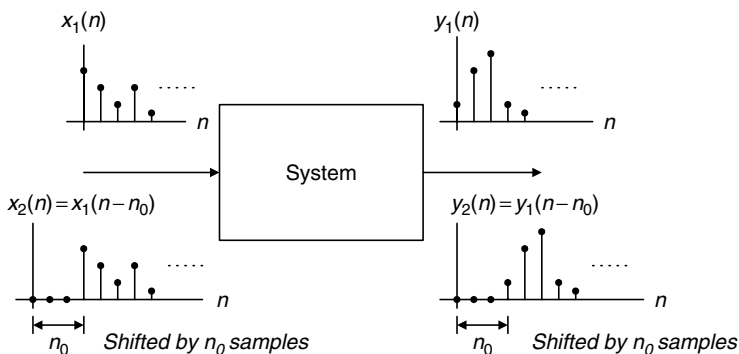 x₁(n)
y₁(n)
n
n
System
x₂(n)=x₁(n−n₀)
y₂(n)=y₁(n−n₀)
n
n
n₀
Shifted by n₀ samples
n₀
Shifted by n₀ samples